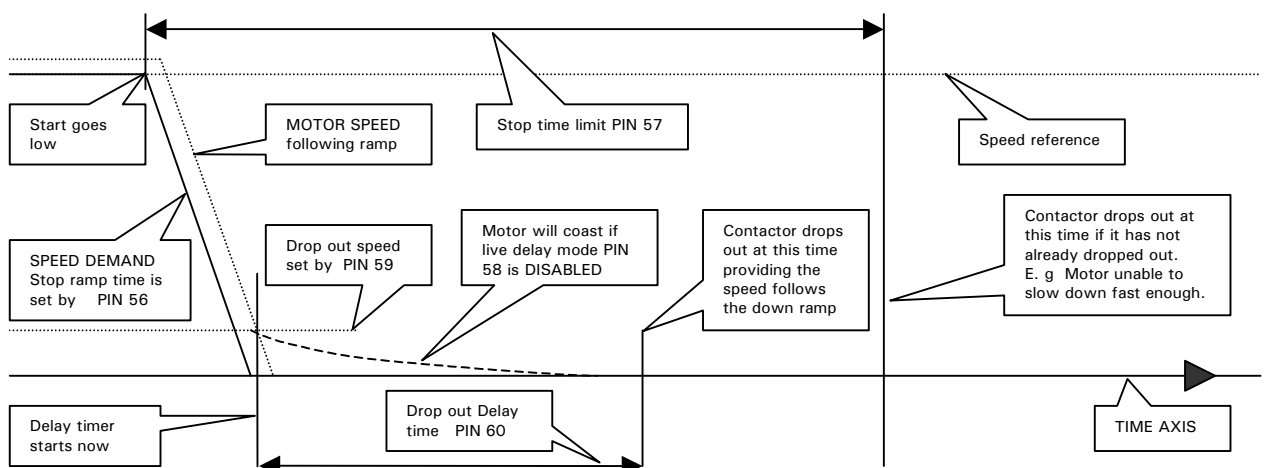 Start goes
low
MOTOR SPEED
following ramp
Stop time limit PIN 57
Speed reference
SPEED DEMAND
Stop ramp time is
set by PIN 56
Drop out speed
set by PIN 59
Motor will coast if
live delay mode PIN
58 is DISABLED
Contactor drops
out at this time
providing the
speed follows
the down ramp
Contactor drops out at
this time if it has not
already dropped out.
E. g Motor unable to
slow down fast enough.
Delay timer
starts now
Drop out Delay
time PIN 60
TIME AXIS